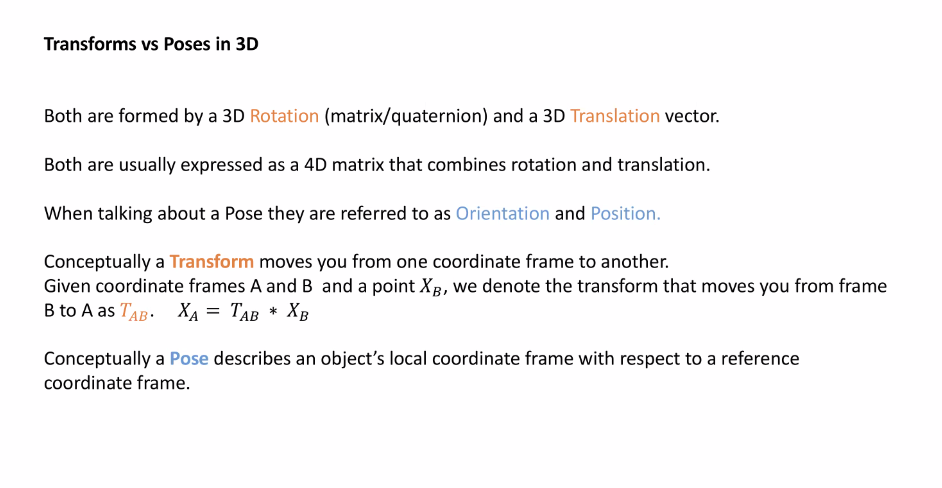 Transforms vs Poses in 3D
Both are formed by a 3D Rotation (matrix/quaternion) and a 3D Translation vector.
Both are usually expressed as a 4D matrix that combines rotation and translation.
When talking about a Pose they are referred to as Orientation and Position.
Conceptually a Transform moves you from one coordinate frame to another.
Given coordinate frames A and B and a point X_B, we denote the transform that moves you from frame
B to A as T_AB. X_A = T_AB * X_B
Conceptually a Pose describes an object’s local coordinate frame with respect to a reference
coordinate frame.